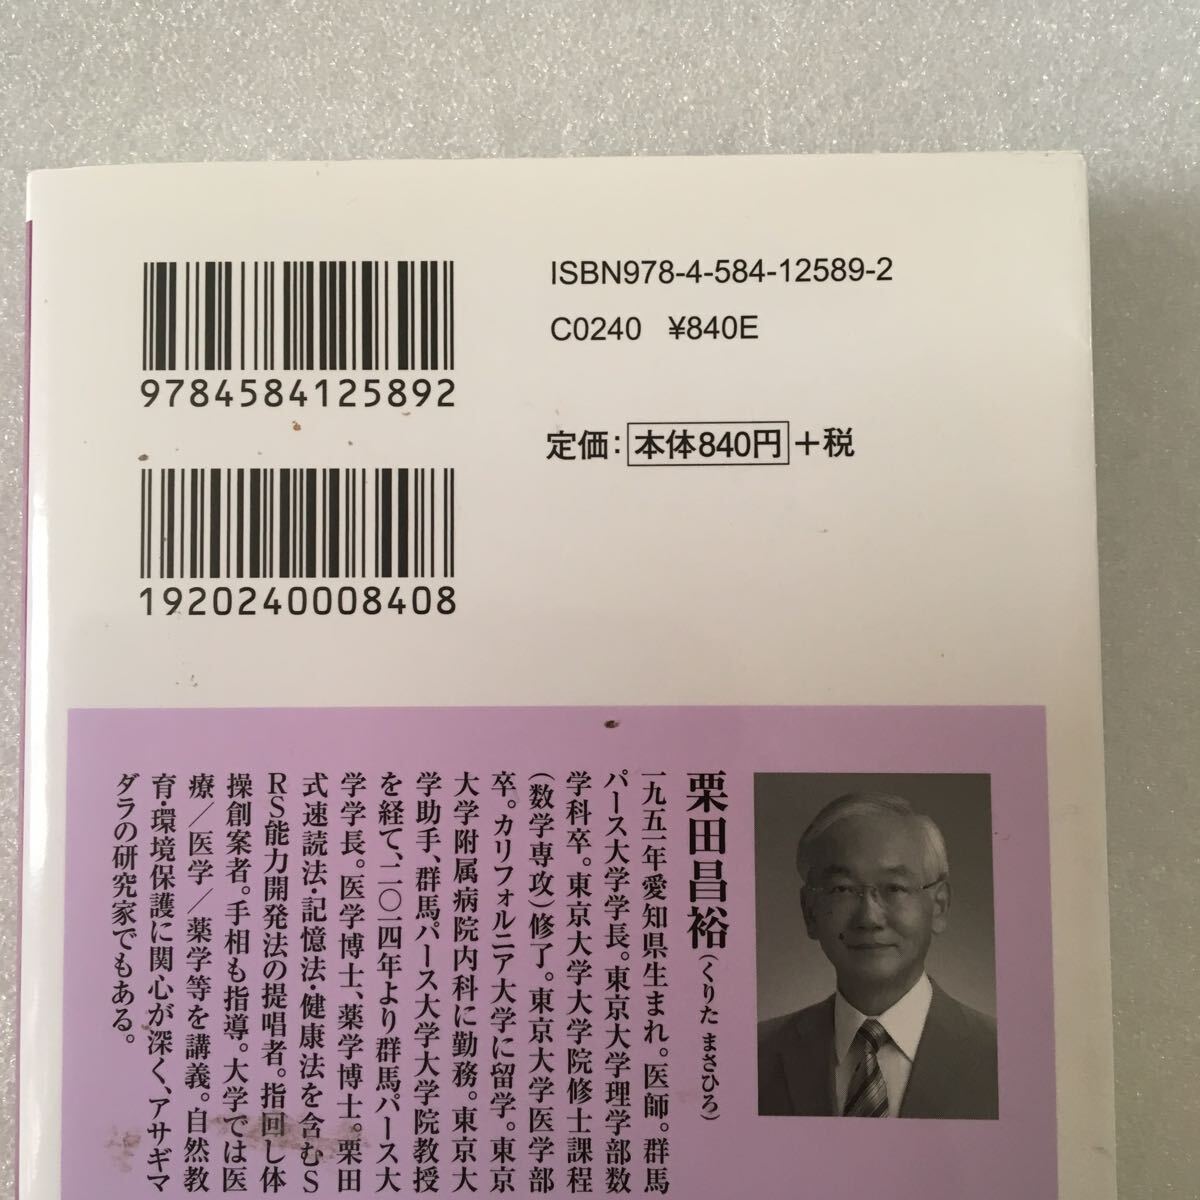 ISBN978-4-584-12589-2
C0240 ¥840E
9784584125892
定価：本体840円＋税
1920240008408
栗田昌裕（くりた まさひろ）
一九五一年愛知県生まれ。医師。群馬
パース大学学長。東京大学理学部数
学科卒。東京大学大学院修士課程
（数学専攻）修了。東京大学医学部
卒。カリフォルニア大学に留学。東京
大学附属病院内科に勤務。東京大
学助手、群馬パース大学大学院教授
を経て、二〇一四年より群馬パース大
学学長。医学博士、薬学博士。栗田
式速読法・記憶法・健康法を含むS
RS能力開発法の提唱者。指回し体
操創案者。手相も指導。大学では医
療／医学／薬学等を講義。自然教
育・環境保護に関心が深く、アサギマ
ダラの研究家でもある。